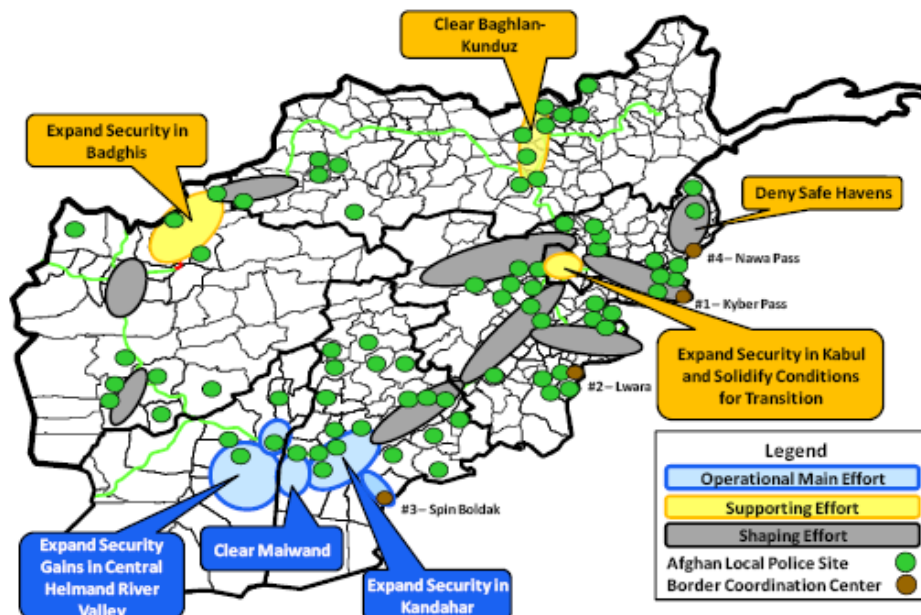 Clear Baghlan-
Kunduz
Expand Security in
Badghis
Deny Safe Havens
#4– Nawa Pass
#1– Kyber Pass
Expand Security in Kabul
and Solidify Conditions
for Transition
#2– Lwara
#3– Spin Boldak
Expand Security
Gains in Central
Helmand River
Valley
Clear Maiwand
Expand Security in
Kandahar
Legend
Operational Main Effort
Supporting Effort
Shaping Effort
Afghan Local Police Site
Border Coordination Center